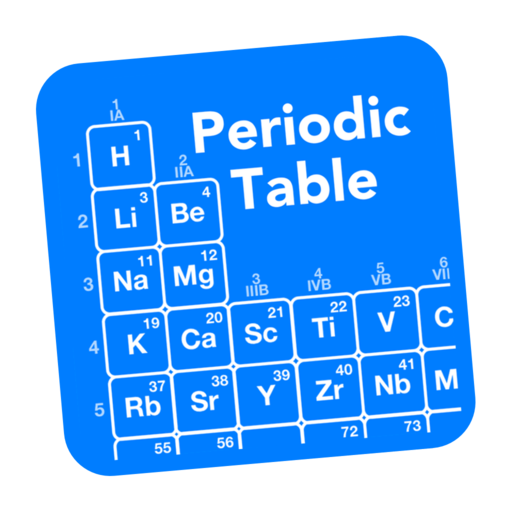 Periodic
Table
1
IA
1 H 1
2
IIA
2 Li 3 Be 4
3 Na 11 Mg 12
3
IIIB
4
IVB
5
VB
6
VII
4 K 19 Ca 20 Sc 21 Ti 22 V 23 C
5 Rb 37 Sr 38 Y 39 Zr 40 Nb 41 M
55 56 72 73